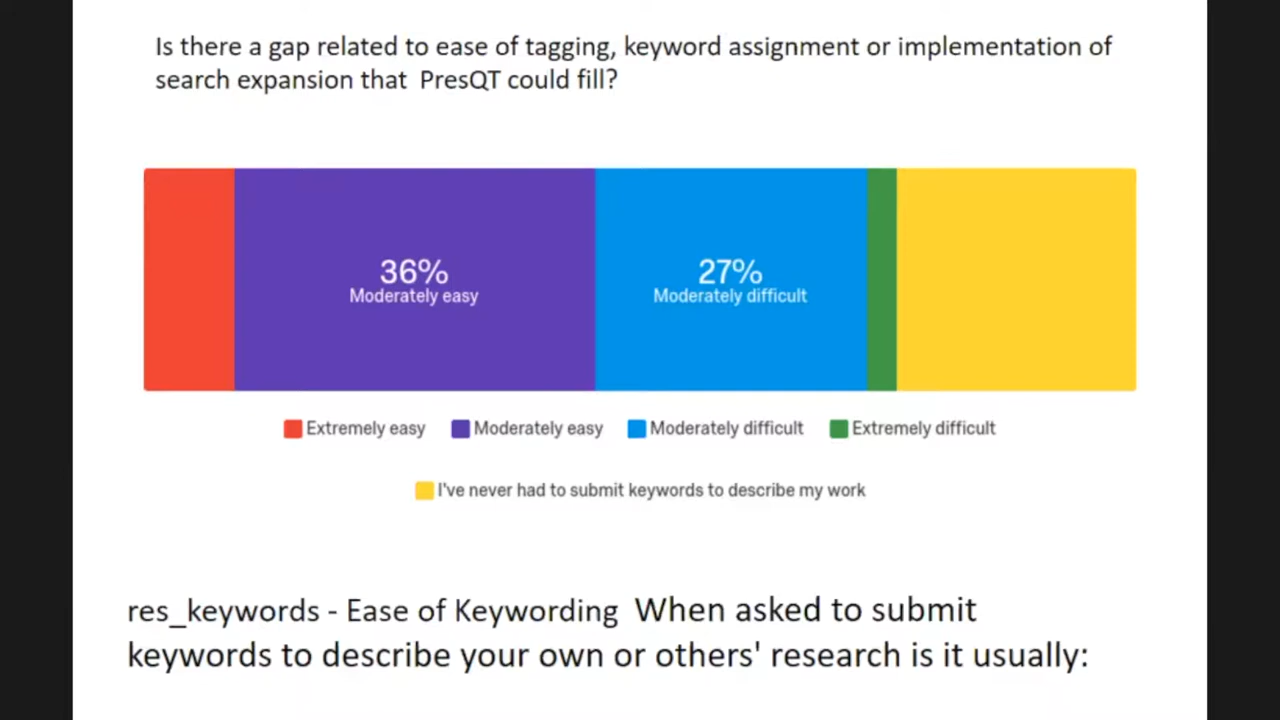 Is there a gap related to ease of tagging, keyword assignment or implementation of
search expansion that PresQT could fill?
36%
Moderately easy
27%
Moderately difficult
Extremely easy
Moderately easy
Moderately difficult
Extremely difficult
I've never had to submit keywords to describe my work
res_keywords - Ease of Keywording When asked to submit
keywords to describe your own or others' research is it usually: